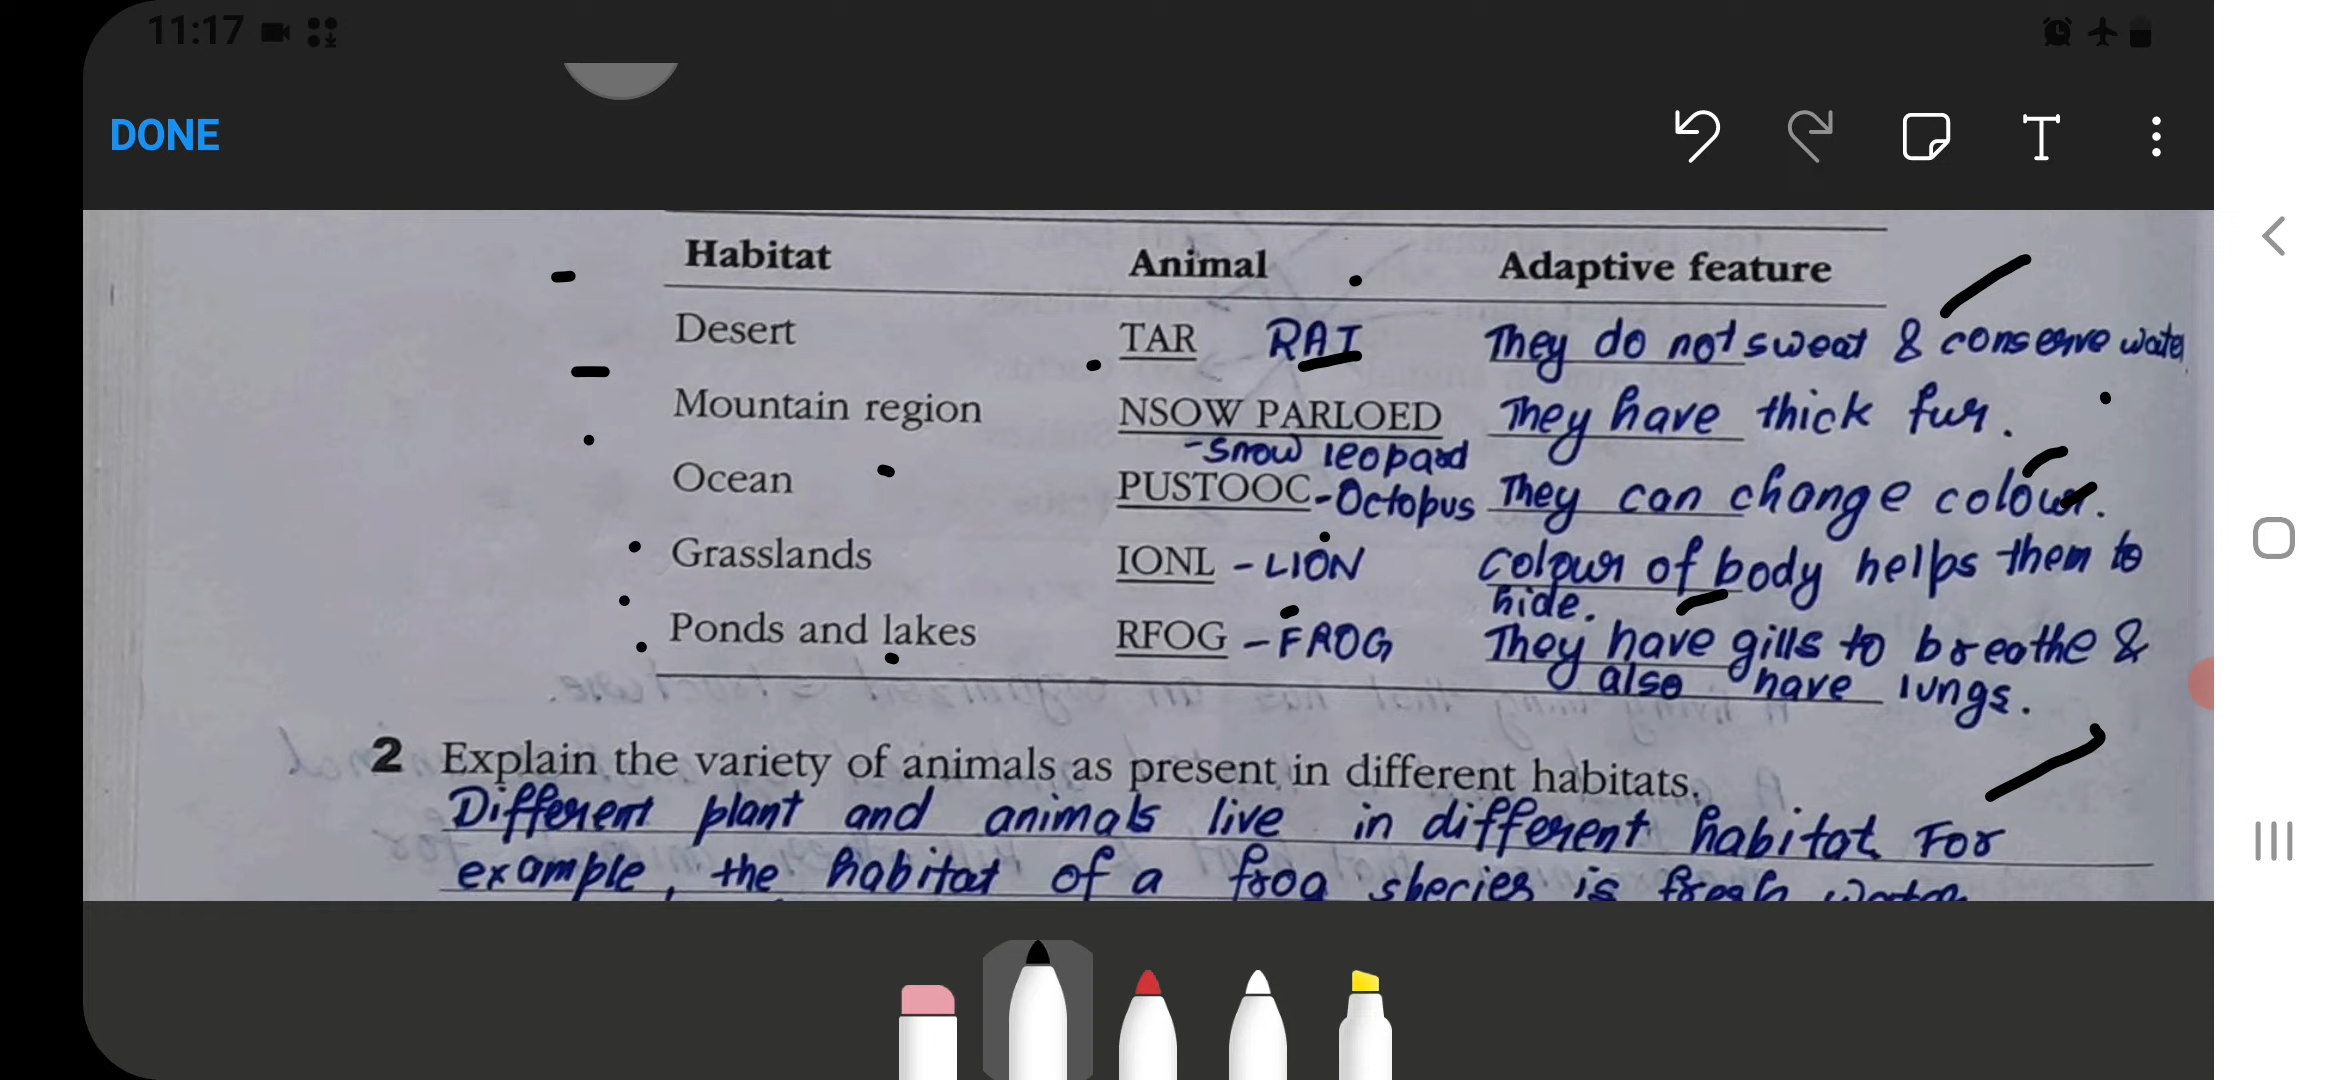 11:17
DONE
T
Habitat Animal Adaptive feature
Desert TAR RAT They do not sweat & conserve water
Mountain region NSOW PARLOED They have thick fur.
-Snow leopard
Ocean PUSTOOC -Octopus They can change colour.
Grasslands IONL - LION Colour of body helps them to
hide.
Ponds and lakes RFOG - FROG They have gills to breathe &
also have lungs.
2 Explain the variety of animals as present in different habitats.
Different plant and animals live in different habitat. For
example, the habitat of a frog species is fresh water